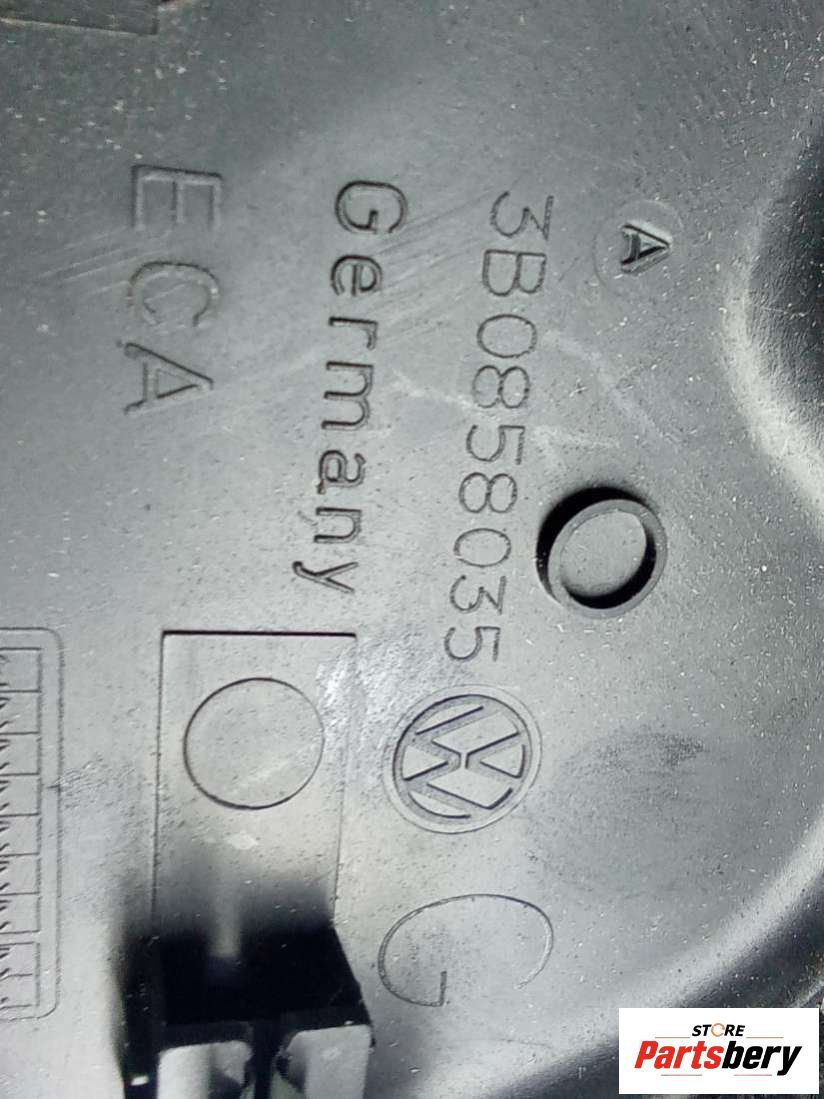 A
3B0858035
G
Germany
ECA
STORE
Partsbery